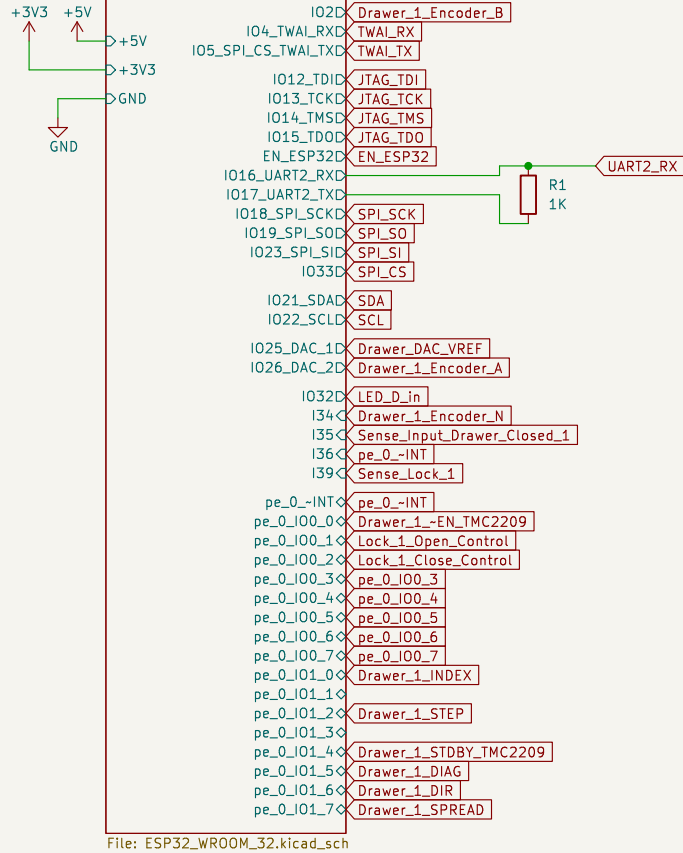 +3V3 +5V
IO2 Drawer_1_Encoder_B
IO4_TWAI_RX TWAI_RX
+5V IO5_SPI_CS_TWAI_TX TWAI_TX
+3V3
IO12_TDI JTAG_TDI
GND IO13_TCK JTAG_TCK
IO14_TMS JTAG_TMS
IO15_TDO JTAG_TDO
GND
EN_ESP32 EN_ESP32
IO16_UART2_RX UART2_RX
R1
IO17_UART2_TX
1K
IO18_SPI_SCK SPI_SCK
IO19_SPI_SO SPI_SO
IO23_SPI_SI SPI_SI
IO33 SPI_CS
IO21_SDA SDA
IO22_SCL SCL
IO25_DAC_1 Drawer_DAC_VREF
IO26_DAC_2 Drawer_1_Encoder_A
IO32 LED_D_in
I34 Drawer_1_Encoder_N
I35 Sense_Input_Drawer_Closed_1
I36 pe_0_~INT
I39 Sense_Lock_1
pe_0_~INT pe_0_~INT
pe_0_IO0_0 Drawer_1_~EN_TMC2209
pe_0_IO0_1 Lock_1_Open_Control
pe_0_IO0_2 Lock_1_Close_Control
pe_0_IO0_3 pe_0_IO0_3
pe_0_IO0_4 pe_0_IO0_4
pe_0_IO0_5 pe_0_IO0_5
pe_0_IO0_6 pe_0_IO0_6
pe_0_IO0_7 pe_0_IO0_7
pe_0_IO1_0 Drawer_1_INDEX
pe_0_IO1_1
pe_0_IO1_2 Drawer_1_STEP
pe_0_IO1_3
pe_0_IO1_4 Drawer_1_STDBY_TMC2209
pe_0_IO1_5 Drawer_1_DIAG
pe_0_IO1_6 Drawer_1_DIR
pe_0_IO1_7 Drawer_1_SPREAD
File: ESP32_WROOM_32.kicad_sch